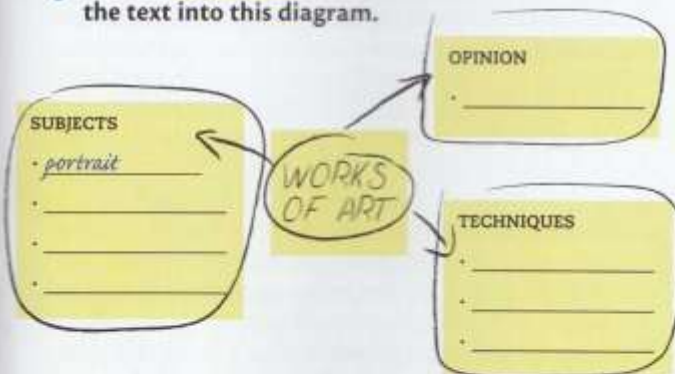 the text into this diagram.
OPINION
SUBJECTS
portrait
WORKS
OF ART
TECHNIQUES